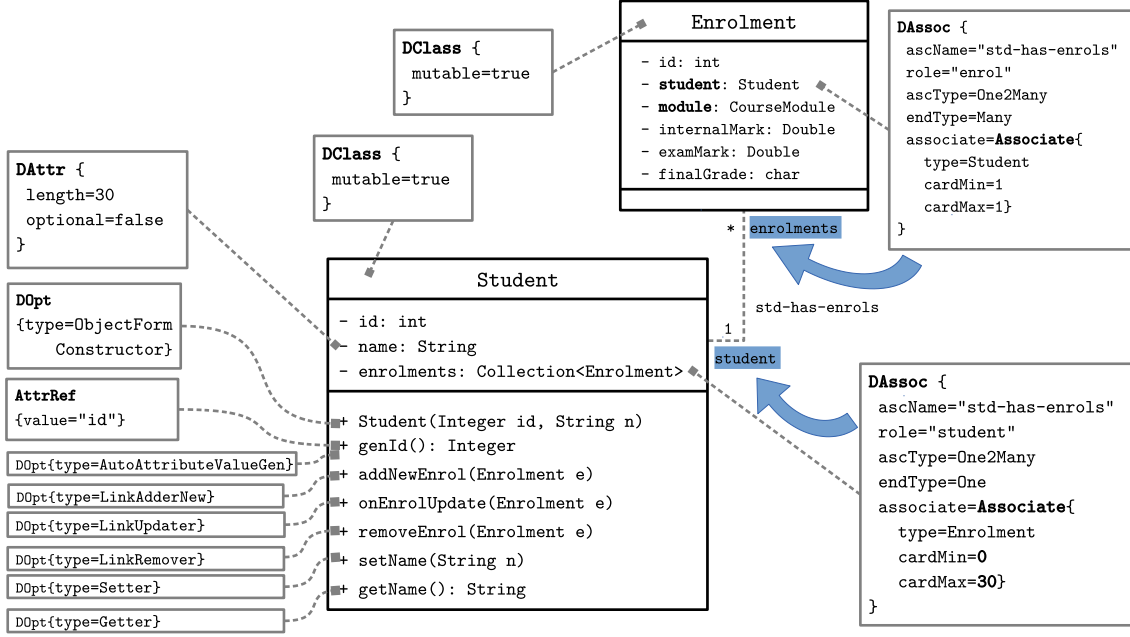 Enrolment
- id: int
- student: Student
- module: CourseModule
- internalMark: Double
- examMark: Double
- finalGrade: char
DClass {
mutable=true
}
DAssoc {
ascName="std-has-enrols"
role="enrol"
ascType=One2Many
endType=Many
associate=Associate{
type=Student
cardMin=1
cardMax=1}
}
DClass {
mutable=true
}
DAttr {
length=30
optional=false
}
* enrolments
std-has-enrols
1
student
Student
- id: int
- name: String
- enrolments: Collection<Enrolment>
+ Student(Integer id, String n)
+ genId(): Integer
+ addNewEnrol(Enrolment e)
+ onEnrolUpdate(Enrolment e)
+ removeEnrol(Enrolment e)
+ setName(String n)
+ getName(): String
DOpt
{type=ObjectForm
Constructor}
AttrRef
{value="id"}
DOpt{type=AutoAttributeValueGen}
DOpt{type=LinkAdderNew}
DOpt{type=LinkUpdater}
DOpt{type=LinkRemover}
DOpt{type=Setter}
DOpt{type=Getter}
DAssoc {
ascName="std-has-enrols"
role="student"
ascType=One2Many
endType=One
associate=Associate{
type=Enrolment
cardMin=0
cardMax=30}
}